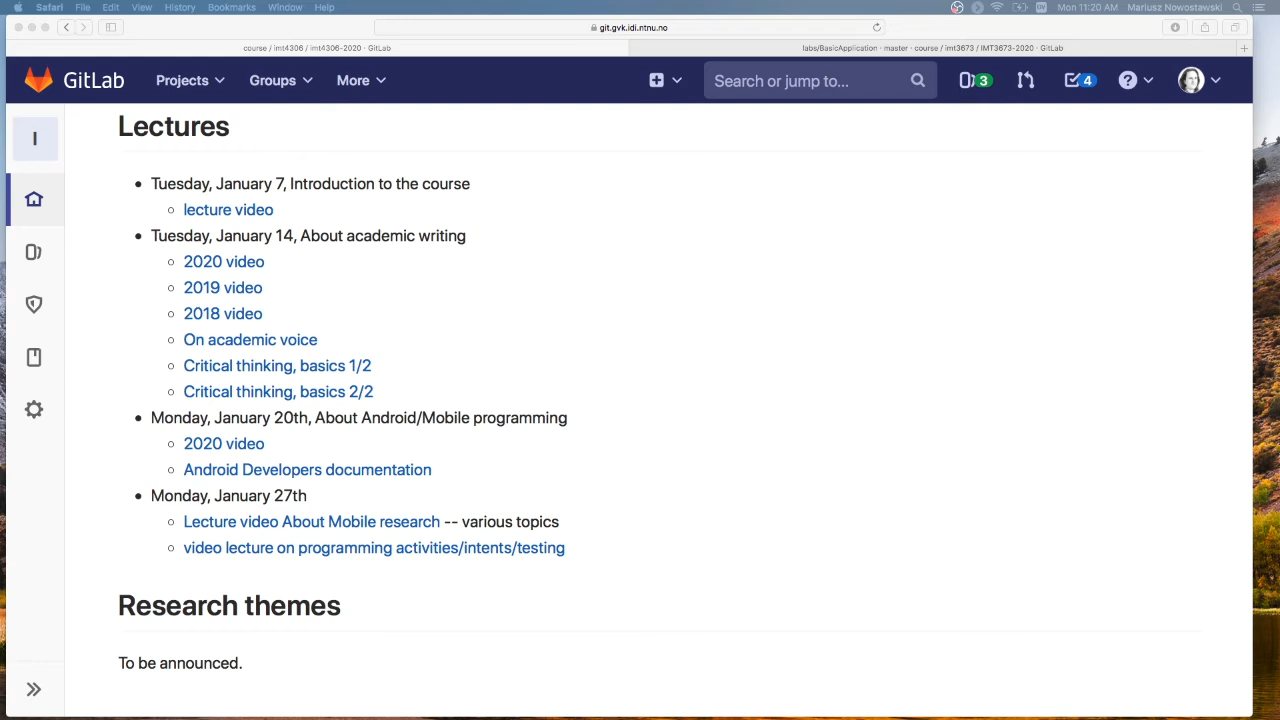 Safari File Edit View History Bookmarks Window Help Mon 11:20 AM Mariusz Nowostawski
git.gvk.idi.ntnu.no
course / imt4306 / imt4306-2020 · GitLab
labs/BasicApplication · master · course / imt3673 / IMT3673-2020 · GitLab
GitLab Projects Groups More Search or jump to... 3 4
I
Lectures
Tuesday, January 7, Introduction to the course
lecture video
Tuesday, January 14, About academic writing
2020 video
2019 video
2018 video
On academic voice
Critical thinking, basics 1/2
Critical thinking, basics 2/2
Monday, January 20th, About Android/Mobile programming
2020 video
Android Developers documentation
Monday, January 27th
Lecture video About Mobile research -- various topics
video lecture on programming activities/intents/testing
Research themes
To be announced.